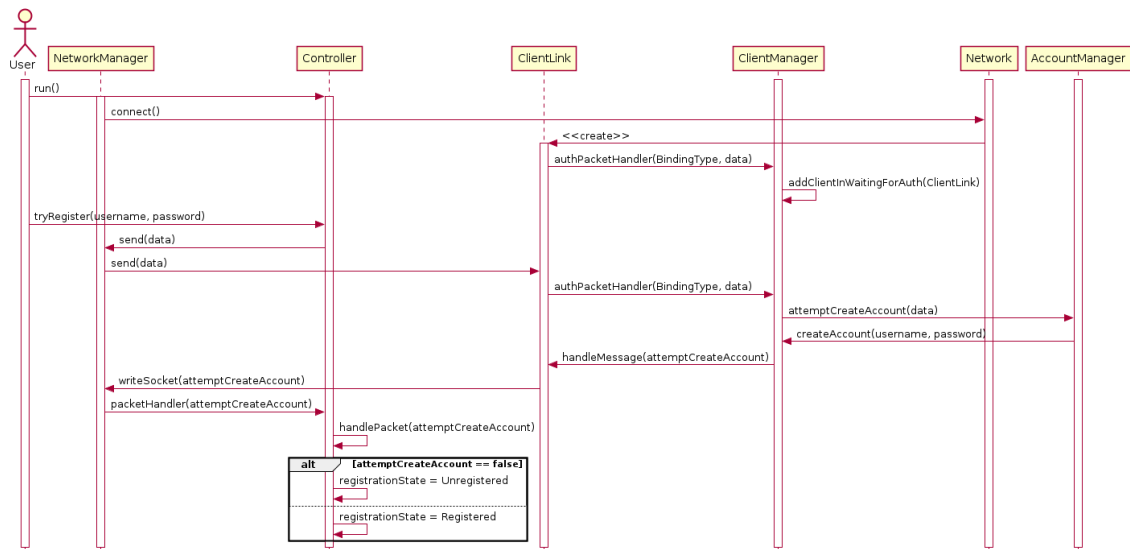 User
NetworkManager
Controller
ClientLink
ClientManager
Network
AccountManager
run()
connect()
<<create>>
authPacketHandler(BindingType, data)
addClientInWaitingForAuth(ClientLink)
tryRegister(username, password)
send(data)
send(data)
authPacketHandler(BindingType, data)
attemptCreateAccount(data)
createAccount(username, password)
handleMessage(attemptCreateAccount)
writeSocket(attemptCreateAccount)
packetHandler(attemptCreateAccount)
handlePacket(attemptCreateAccount)
alt [attemptCreateAccount == false]
registrationState = Unregistered
registrationState = Registered